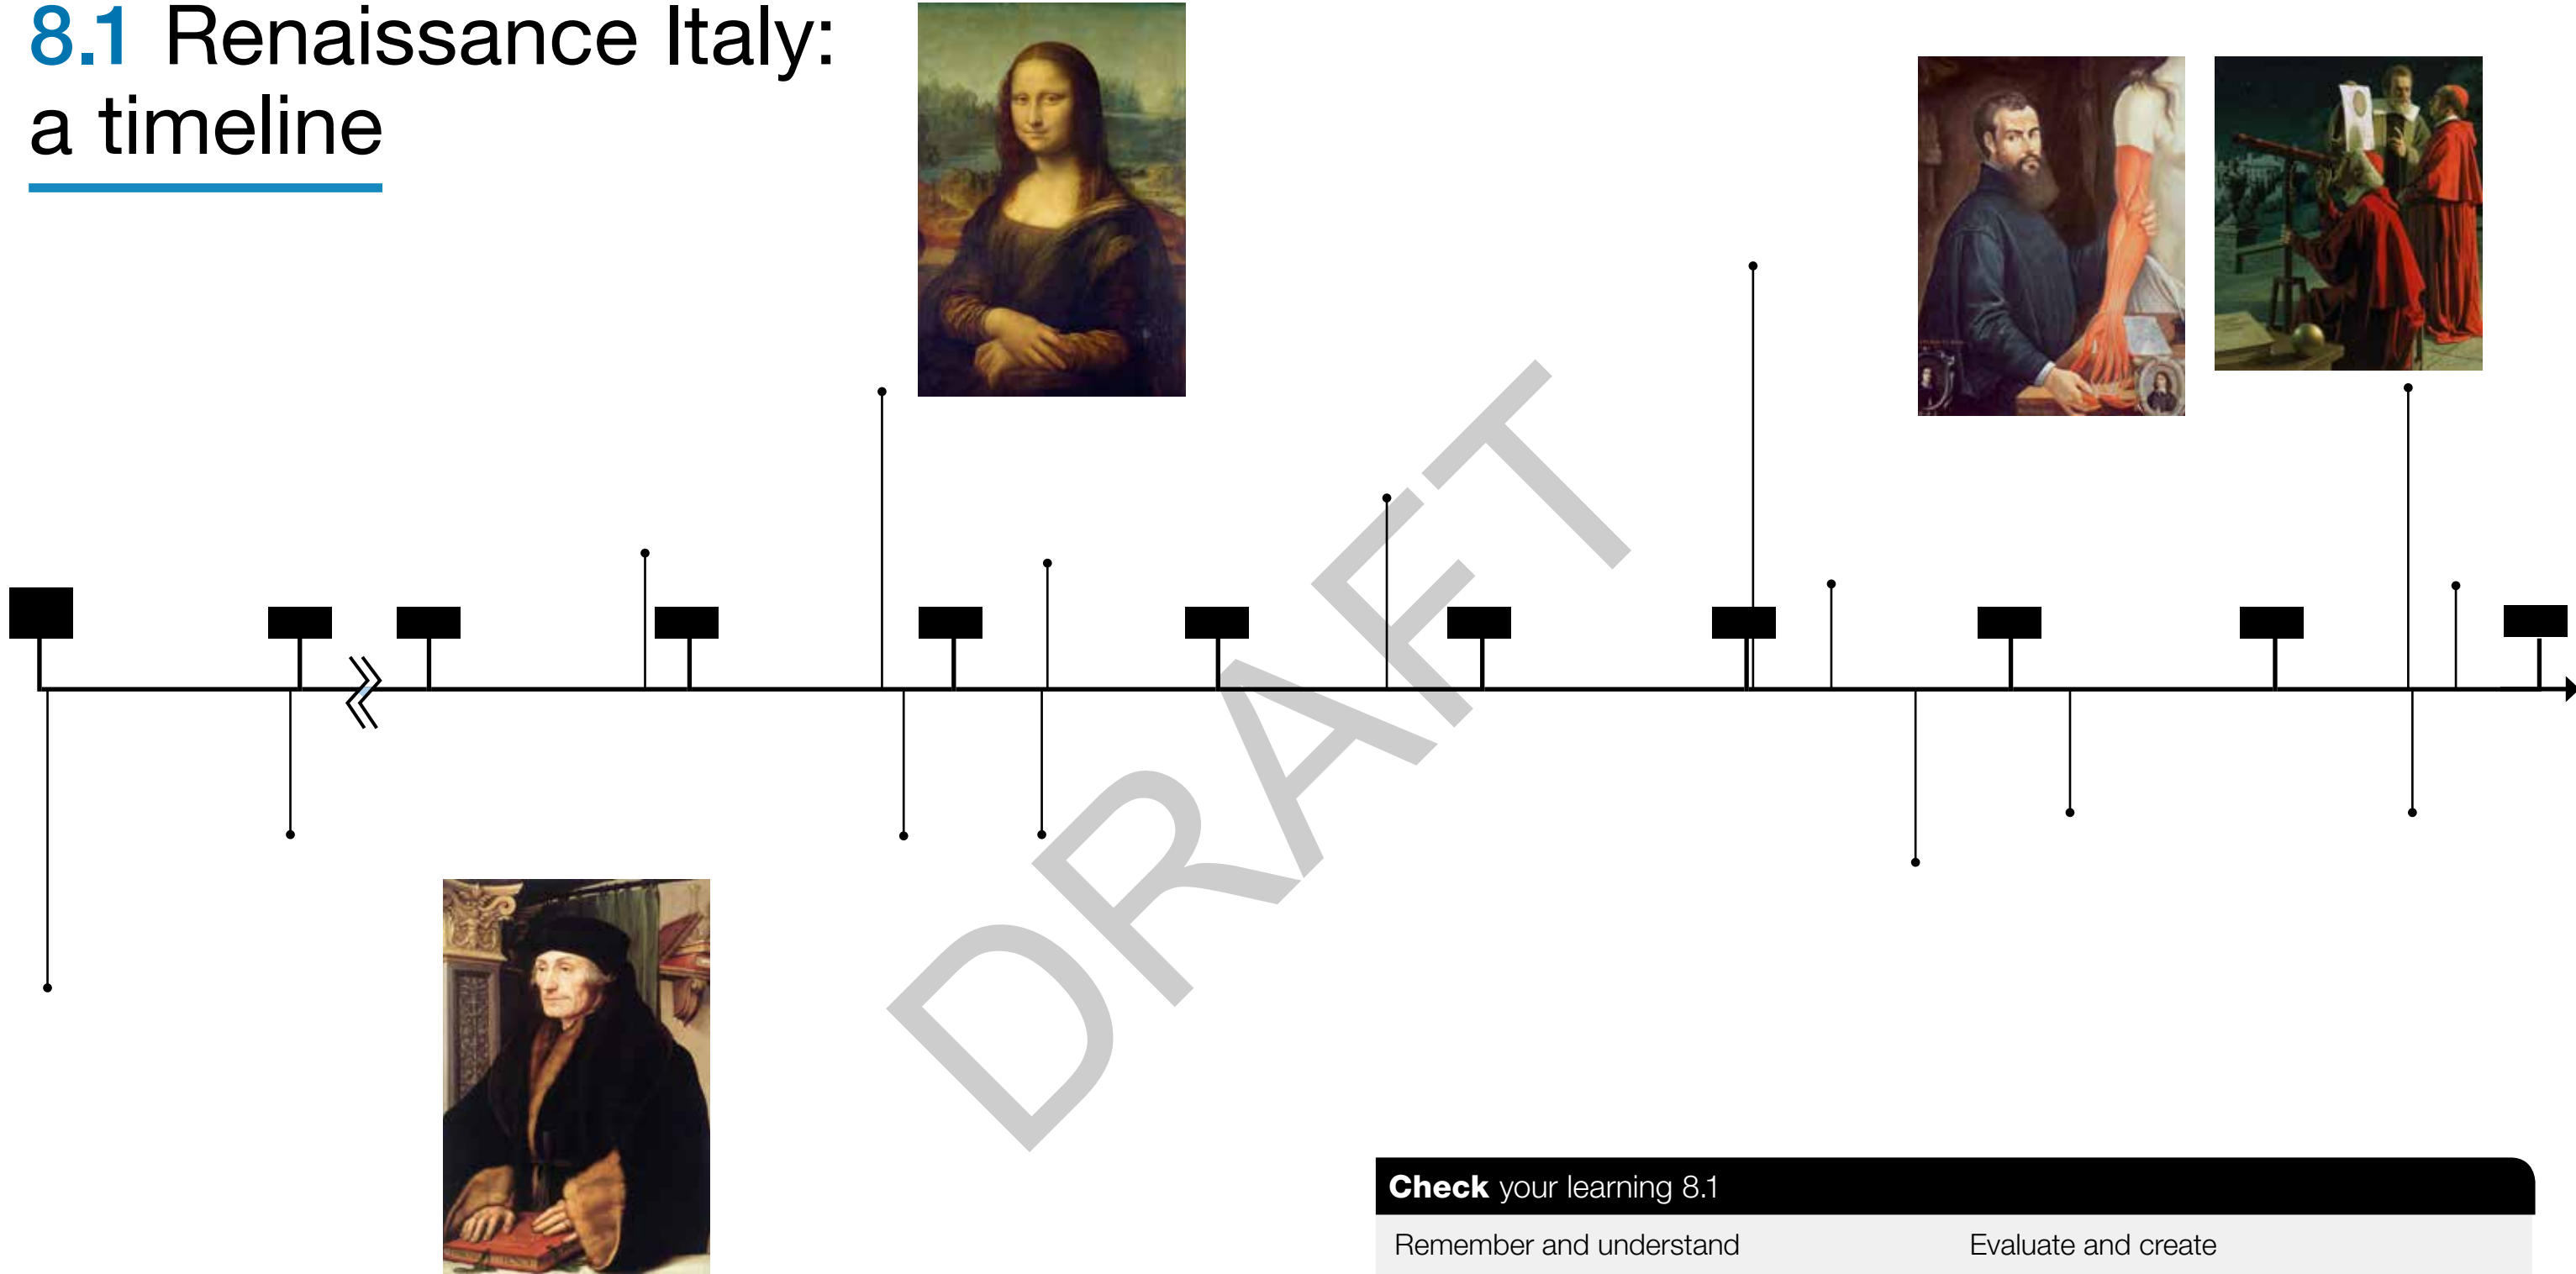 8.1 Renaissance Italy:
a timeline
DRAFT
Check your learning 8.1
Remember and understand
Evaluate and create